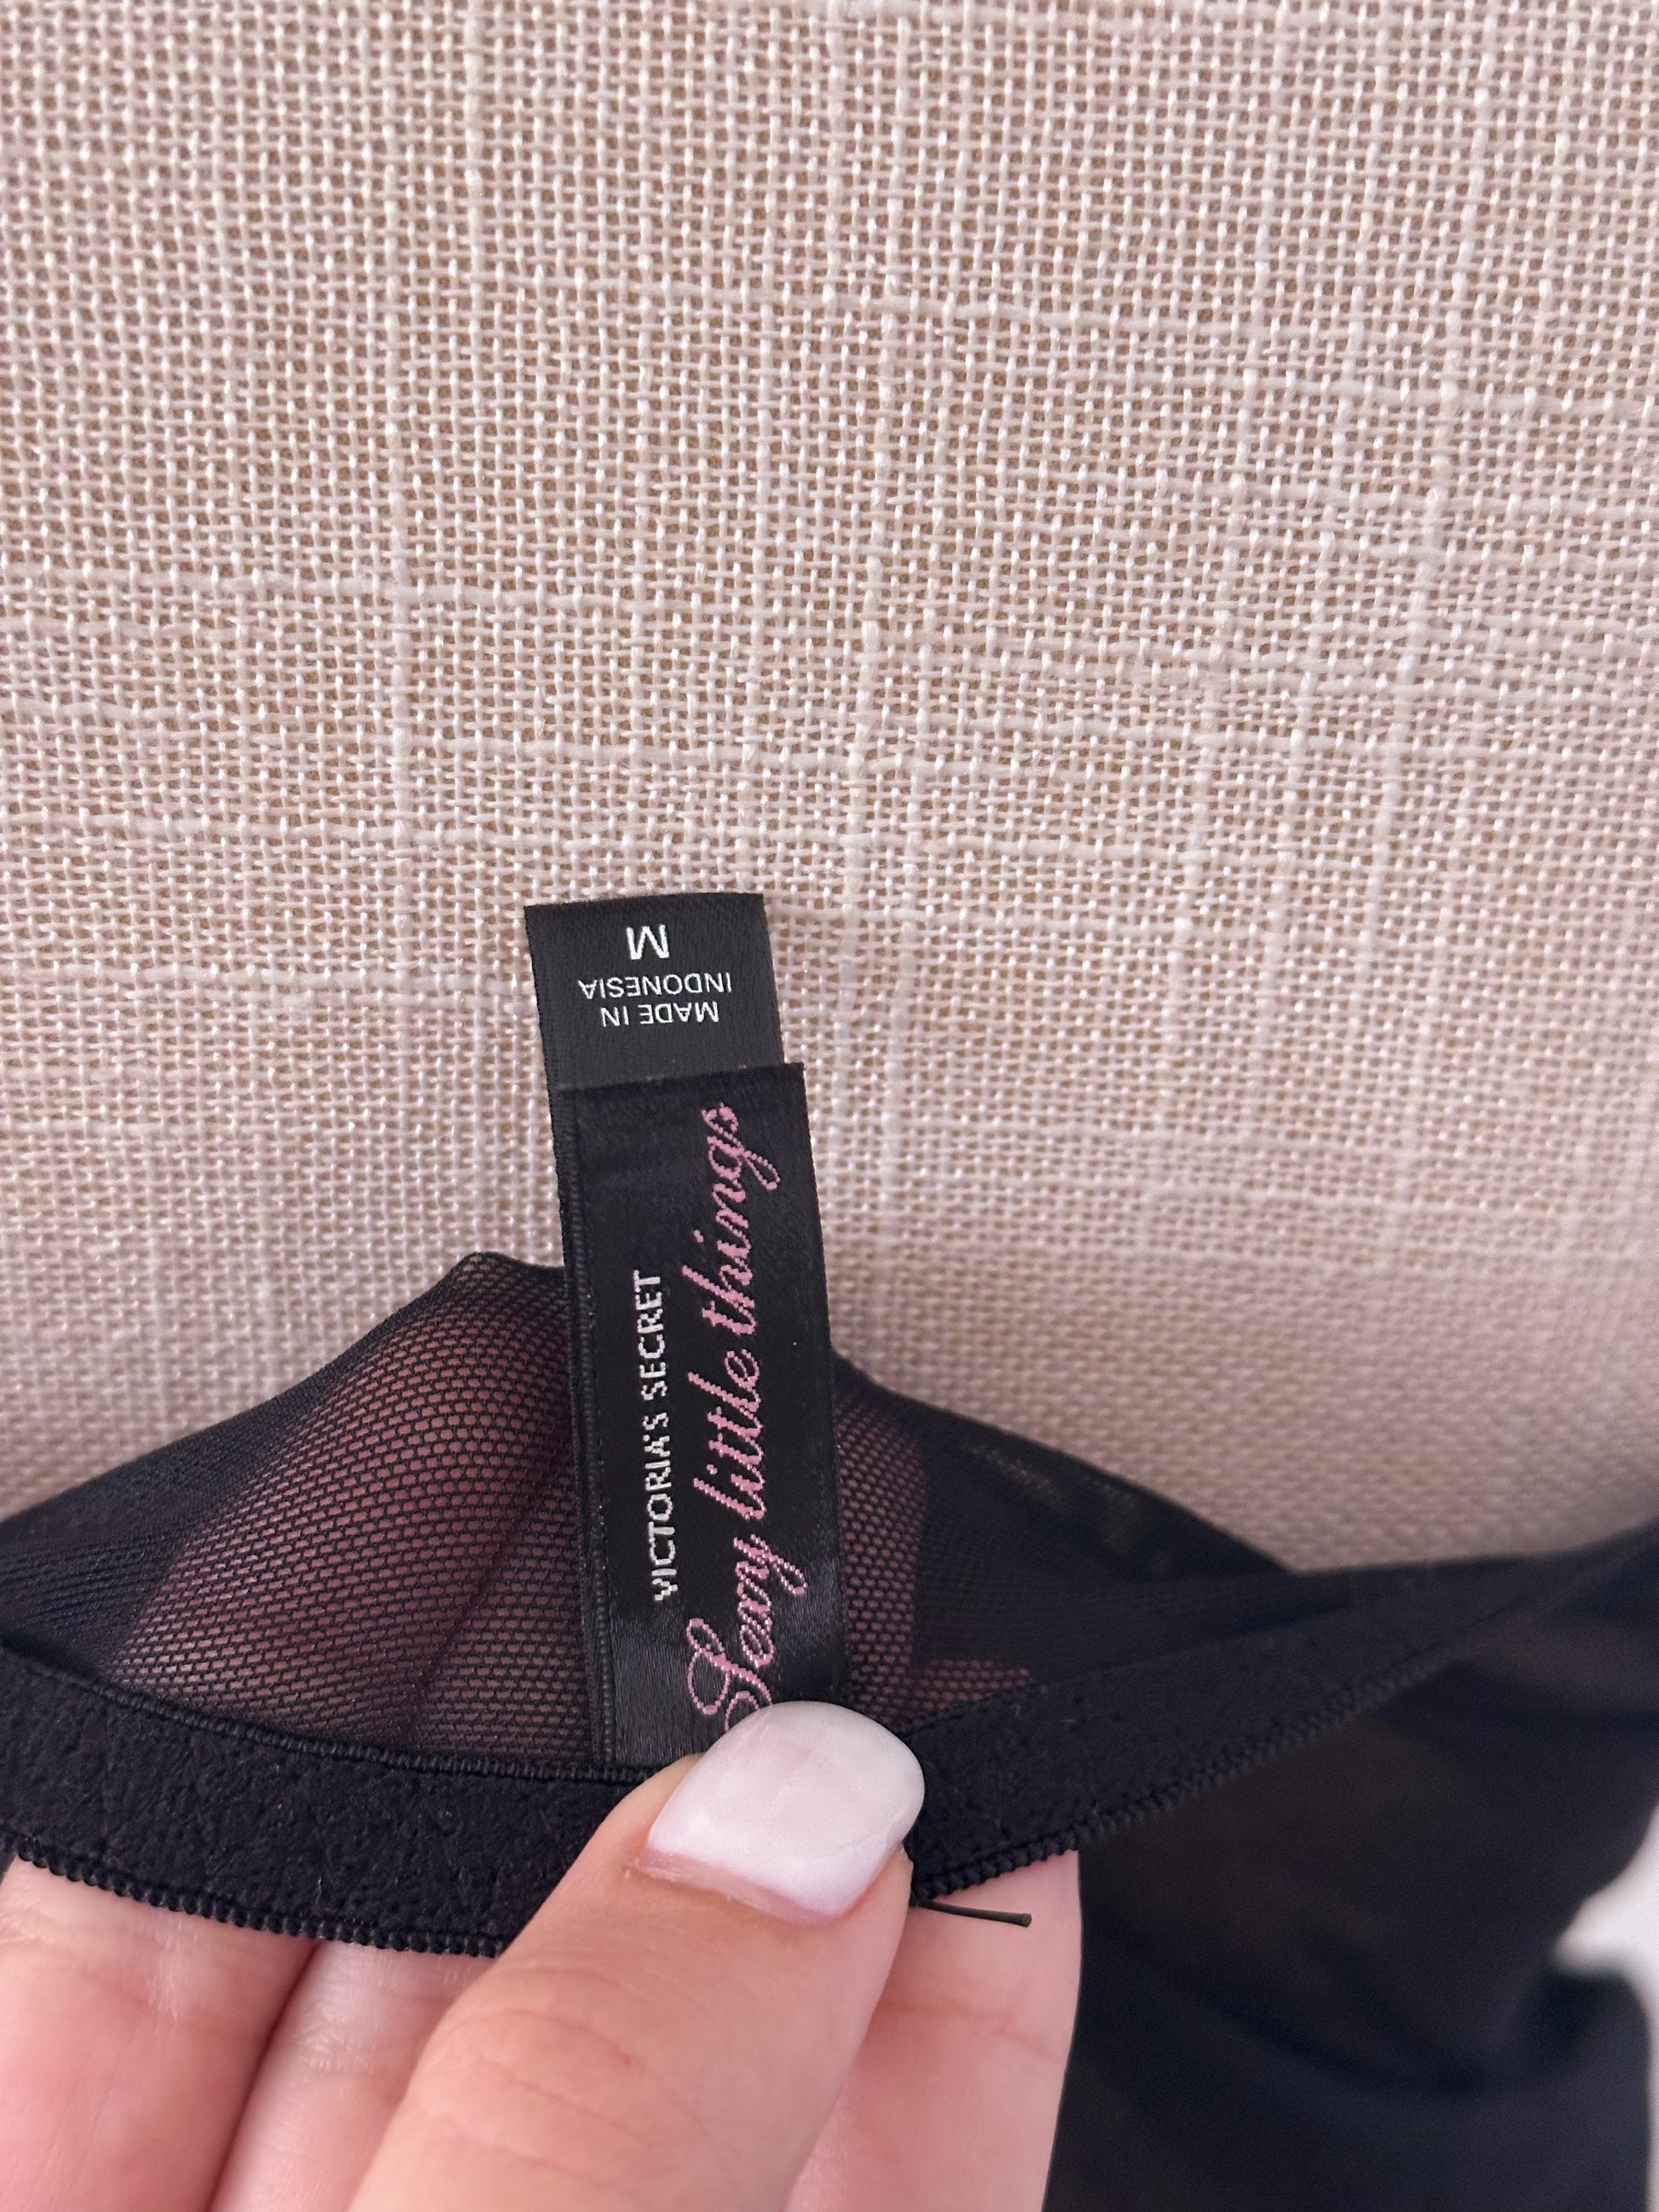 VICTORIA'S SECRET
Sexy little things
MADE IN
INDONESIA
M